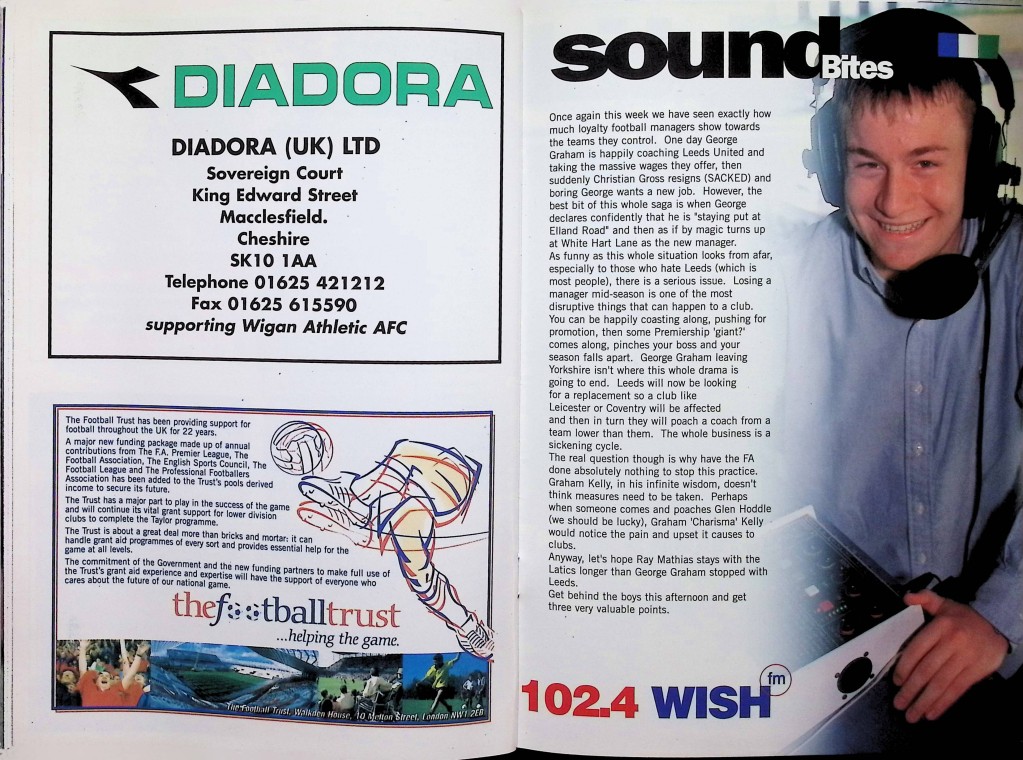 DIADORA
DIADORA (UK) LTD
Sovereign Court
King Edward Street
Macclesfield.
Cheshire
SK10 1AA
Telephone 01625 421212
Fax 01625 615590
supporting Wigan Athletic AFC
The Football Trust has been providing support for
football throughout the UK for 22 years.
A major new funding package made up of annual
contributions from The F.A. Premier League, The
Football Association, The English Sports Council, The
Football League and The Professional Footballers
Association has been added to the Trust's pools derived
income to secure its future.
The Trust has a major part to play in the success of the game
and will continue its vital grant support for lower division
clubs to complete the Taylor programme.
The Trust is about a great deal more than bricks and mortar: it can
handle grant aid programmes of every sort and provides essential help for the
game at all levels.
The commitment of the Government and the new funding partners to make full use of
the Trust's grant aid experience and expertise will have the support of everyone who
cares about the future of our national game.
thefootballtrust
...helping the game.
The Football Trust, Walkden House, 10 Melton Street, London NW1 2EB
sound
Bites
Once again this week we have seen exactly how
much loyalty football managers show towards
the teams they control. One day George
Graham is happily coaching Leeds United and
taking the massive wages they offer, then
suddenly Christian Gross resigns (SACKED) and
boring George wants a new job. However, the
best bit of this whole saga is when George
declares confidently that he is "staying put at
Elland Road" and then as if by magic turns up
at White Hart Lane as the new manager.
As funny as this whole situation looks from afar,
especially to those who hate Leeds (which is
most people), there is a serious issue. Losing a
manager mid-season is one of the most
disruptive things that can happen to a club.
You can be happily coasting along, pushing for
promotion, then some Premiership 'giant?'
comes along, pinches your boss and your
season falls apart. George Graham leaving
Yorkshire isn't where this whole drama is
going to end. Leeds will now be looking
for a replacement so a club like
Leicester or Coventry will be affected
and then in turn they will poach a coach from a
team lower than them. The whole business is a
sickening cycle.
The real question though is why have the FA
done absolutely nothing to stop this practice.
Graham Kelly, in his infinite wisdom, doesn't
think measures need to be taken. Perhaps
when someone comes and poaches Glen Hoddle
(we should be lucky), Graham 'Charisma' Kelly
would notice the pain and upset it causes to
clubs.
Anyway, let's hope Ray Mathias stays with the
Latics longer than George Graham stopped with
Leeds.
Get behind the boys this afternoon and get
three very valuable points.
102.4 WISH fm